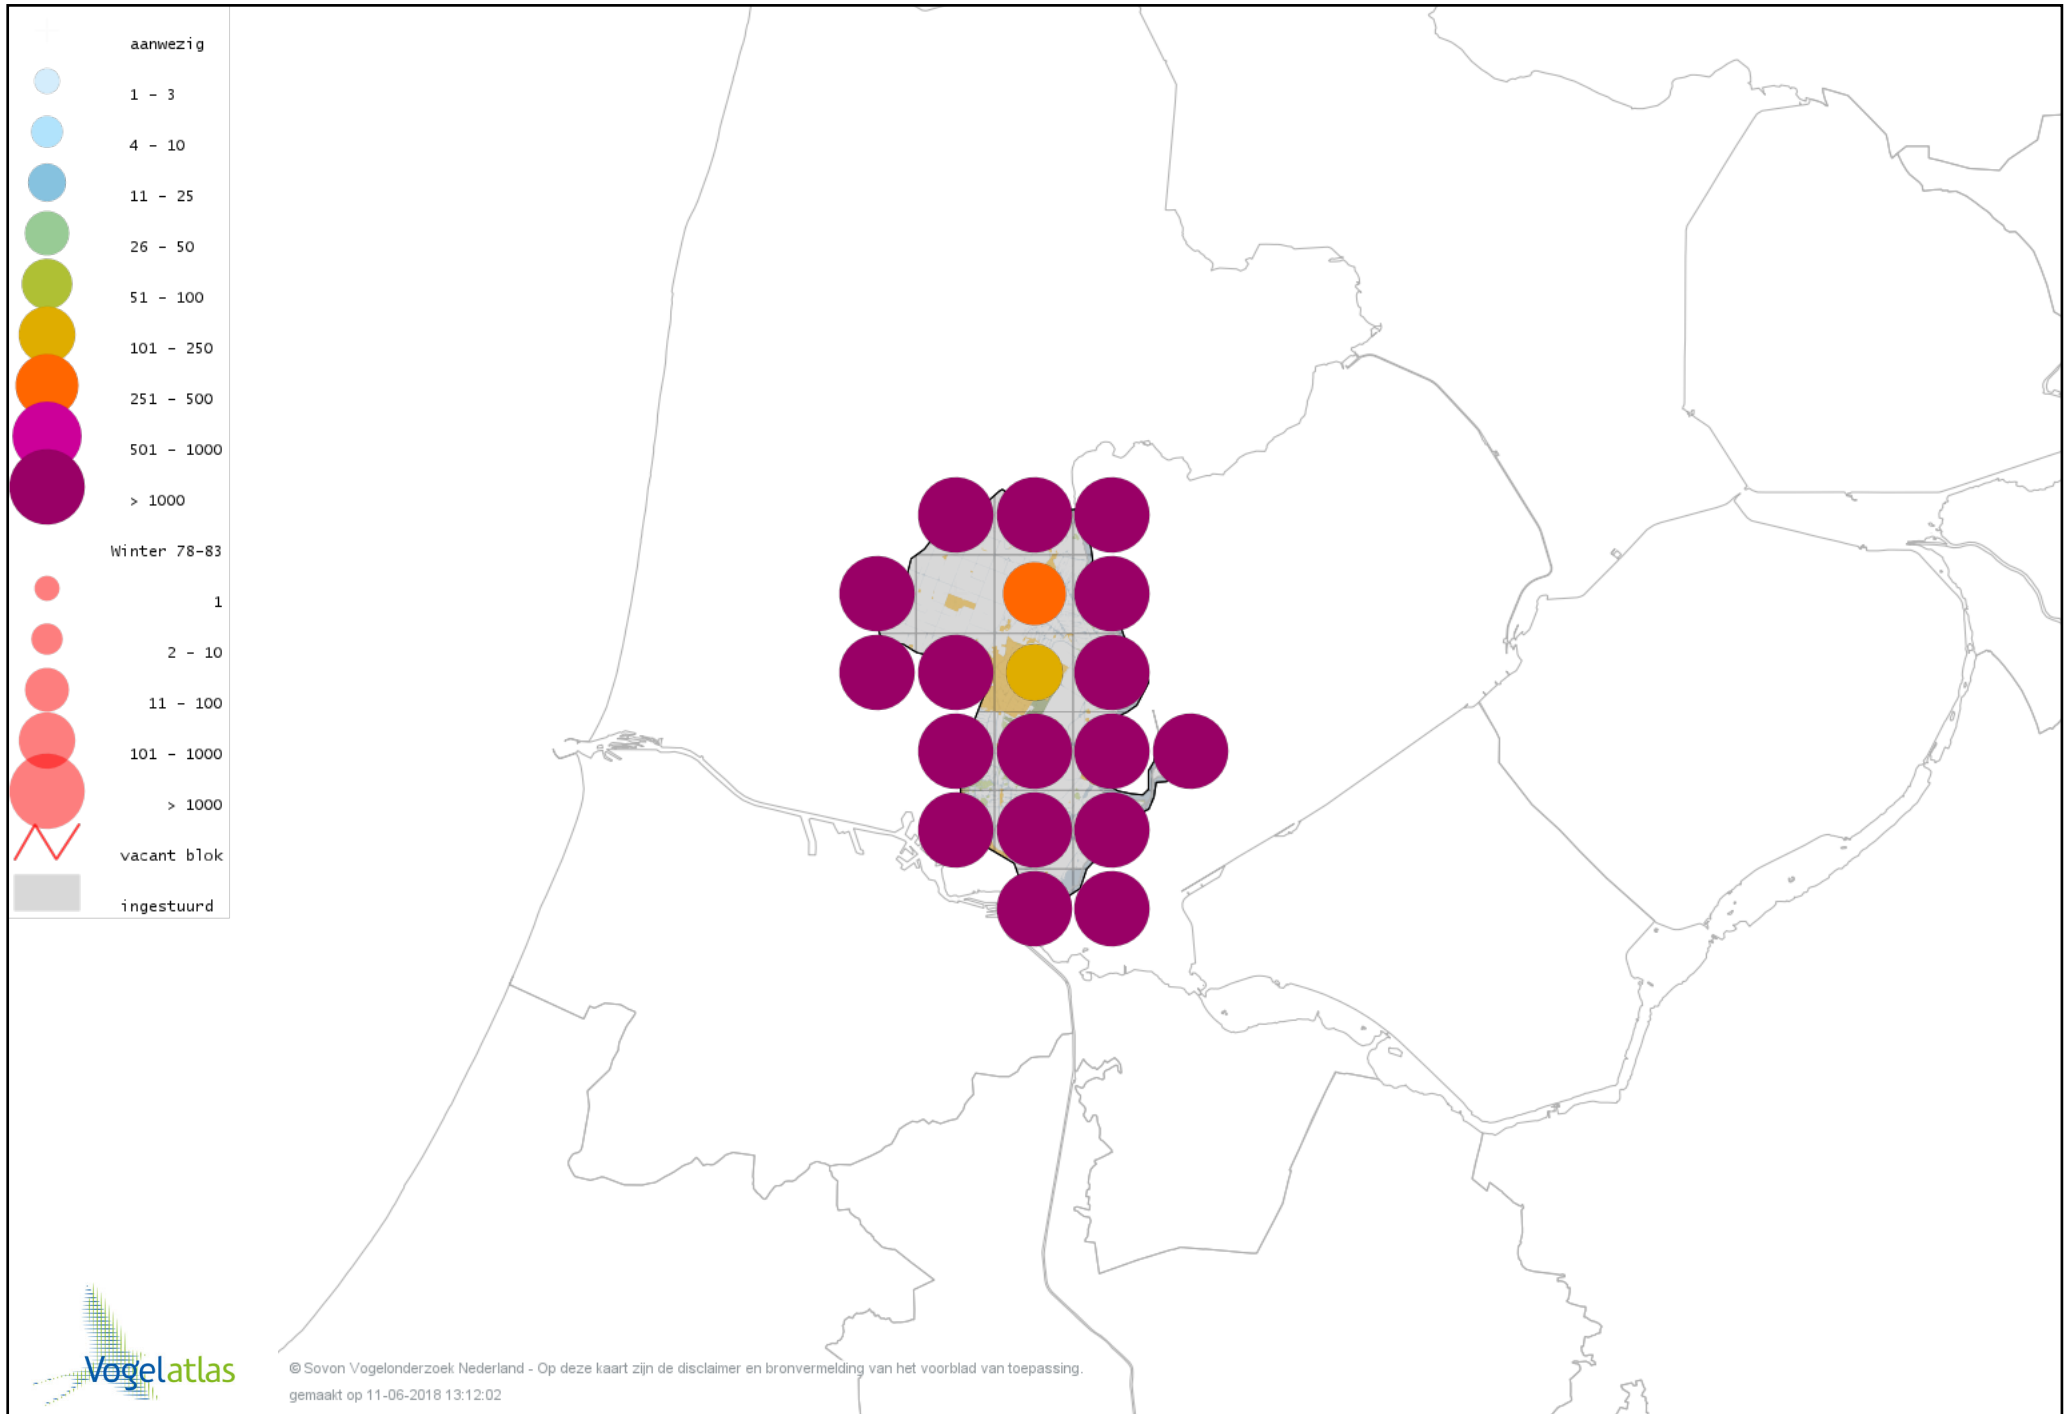 aanwezig
1 - 3
4 - 10
11 - 25
26 - 50
51 - 100
101 - 250
251 - 500
501 - 1000
> 1000
Winter 78-83
1
2 - 10
11 - 100
101 - 1000
> 1000
vacant blok
ingestuurd
Vogelatlas
© Sovon Vogelonderzoek Nederland - Op deze kaart zijn de disclaimer en bronvermelding van het voorblad van toepassing.
gemaakt op 11-06-2018 13:12:02